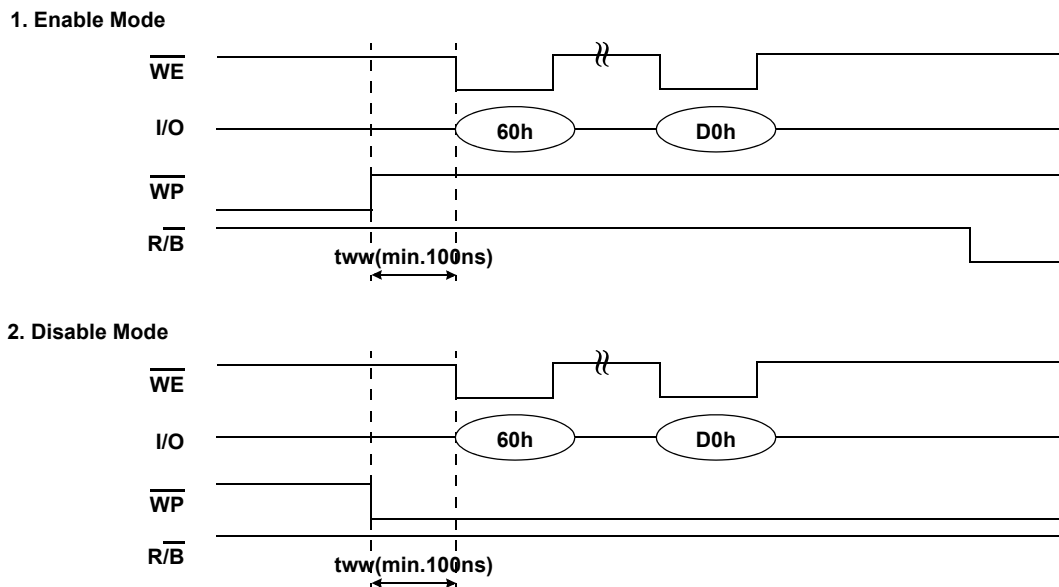 1. Enable Mode
WE
I/O
60h
D0h
WP
R/B
tww(min.100ns)
2. Disable Mode
WE
I/O
60h
D0h
WP
R/B
tww(min.100ns)